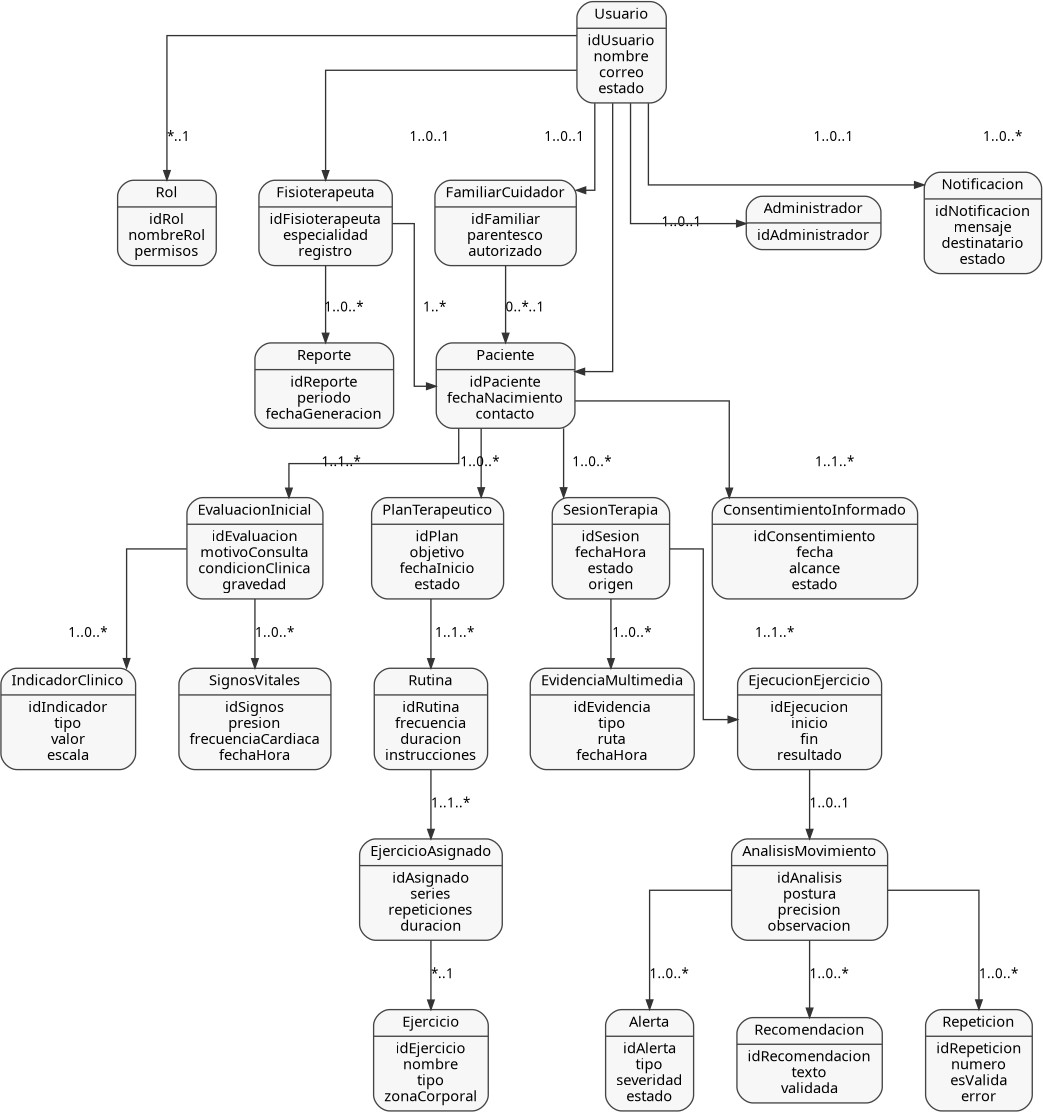 Usuario
idUsuario
nombre
correo
estado
*..1
1..0..1
1..0..1
1..0..1
1..0..*
Rol
idRol
nombreRol
permisos
Fisioterapeuta
idFisioterapeuta
especialidad
registro
FamiliarCuidador
idFamiliar
parentesco
autorizado
1..0..1
Administrador
idAdministrador
Notificacion
idNotificacion
mensaje
destinatario
estado
1..0..*
1..*
0..*..1
Reporte
idReporte
periodo
fechaGeneracion
Paciente
idPaciente
fechaNacimiento
contacto
1..1..*
1..0..*
1..0..*
1..1..*
EvaluacionInicial
idEvaluacion
motivoConsulta
condicionClinica
gravedad
PlanTerapeutico
idPlan
objetivo
fechaInicio
estado
SesionTerapia
idSesion
fechaHora
estado
origen
ConsentimientoInformado
idConsentimiento
fecha
alcance
estado
1..0..*
1..0..*
1..1..*
1..0..*
1..1..*
IndicadorClinico
idIndicador
tipo
valor
escala
SignosVitales
idSignos
presion
frecuenciaCardiaca
fechaHora
Rutina
idRutina
frecuencia
duracion
instrucciones
EvidenciaMultimedia
idEvidencia
tipo
ruta
fechaHora
EjecucionEjercicio
idEjecucion
inicio
fin
resultado
1..1..*
1..0..1
EjercicioAsignado
idAsignado
series
repeticiones
duracion
AnalisisMovimiento
idAnalisis
postura
precision
observacion
*..1
1..0..*
1..0..*
1..0..*
Ejercicio
idEjercicio
nombre
tipo
zonaCorporal
Alerta
idAlerta
tipo
severidad
estado
Recomendacion
idRecomendacion
texto
validada
Repeticion
idRepeticion
numero
esValida
error